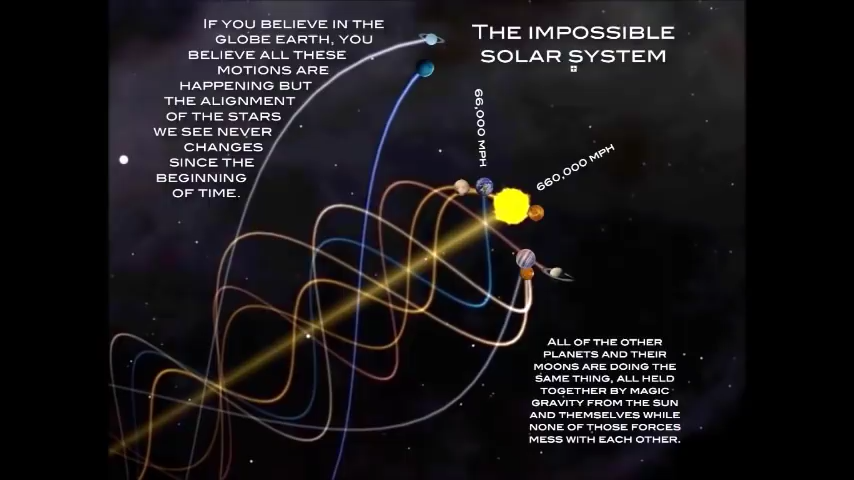 If you believe in the
globe Earth, you
believe all these
motions are
happening but
the alignment
of the stars
we see never
changes
since the
beginning
of time.
The impossible
solar system
66,000 mph
660,000 mph
All of the other
planets and their
moons are doing the
same thing, all held
together by magic
gravity from the sun
and themselves while
none of those forces
mess with each other.